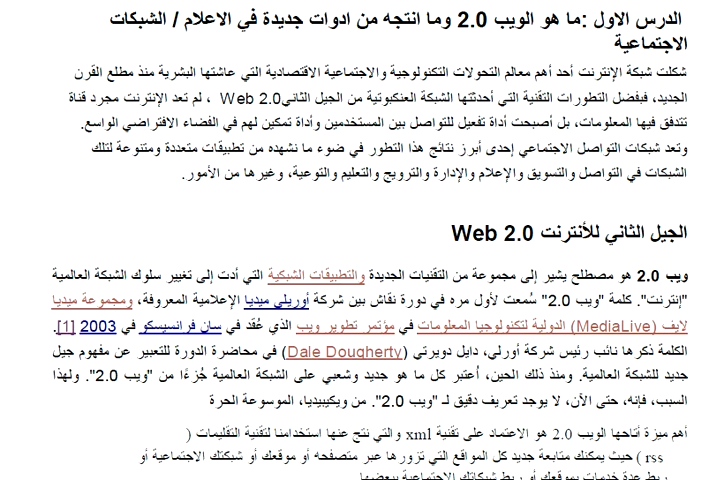 الدرس الاول :ما هو الويب 2.0 وما انتجه من ادوات جديدة في الاعلام / الشبكات
الاجتماعية
شكلت شبكة الإنترنت أحد أهم معالم التحولات التكنولوجية والاجتماعية الاقتصادية التي عاشتها البشرية منذ مطلع القرن
الجديد، فبفضل التطورات التقنية التي أحدثتها الشبكة العنكبوتية من الجيل الثانيWeb 2.0 ، لم تعد الإنترنت مجرد قناة
تتدفق فيها المعلومات، بل أصبحت أداة تفعيل للتواصل بين المستخدمين وأداة تمكين لهم في الفضاء الافتراضي الواسع.
وتعد شبكات التواصل الاجتماعي إحدى أبرز نتائج هذا التطور في ضوء ما نشهده من تطبيقات متعددة ومتنوعة لتلك
الشبكات في التواصل والتسويق والإعلام والإدارة والترويج والتعليم والتوعية، وغيرها من الأمور.
الجيل الثاني للأنترنت Web 2.0
ويب 2.0 هو مصطلح يشير إلى مجموعة من التقنيات الجديدة والتطبيقات الشبكية التي أدت إلى تغيير سلوك الشبكة العالمية
"إنترنت". كلمة "ويب 2.0" سُمعت لأول مره في دورة نقاش بين شركة أوريلي ميديا الإعلامية المعروفة، ومجموعة ميديا
لايف (MediaLive) الدولية لتكنولوجيا المعلومات في مؤتمر تطوير ويب الذي عُقد في سان فرانسيسكو في 2003 [1].
الكلمة ذكرها نائب رئيس شركة أورلي، دايل دويرتي (Dale Dougherty) في محاضرة الدورة للتعبير عن مفهوم جيل
جديد للشبكة العالمية. ومنذ ذلك الحين، اُعتبر كل ما هو جديد وشعبي على الشبكة العالمية جُزءًا من "ويب 2.0". ولهذا
السبب، فإنه، حتى الآن، لا يوجد تعريف دقيق لـ "ويب 2.0". من ويكيبيديا، الموسوعة الحرة
أهم ميزة أتاحها الويب 2.0 هو الاعتماد على تقنية xml والتي نتج عنها استخدامنا لتقنية التقليمات (
rss ) حيث يمكنك متابعة جديد كل المواقع التي تزورها عبر متصفحه أو موقعك أو شبكتك الاجتماعية أو
ربط عدة خدمات بموقعك أو ربط شبكاتك الاجتماعية ببعضها